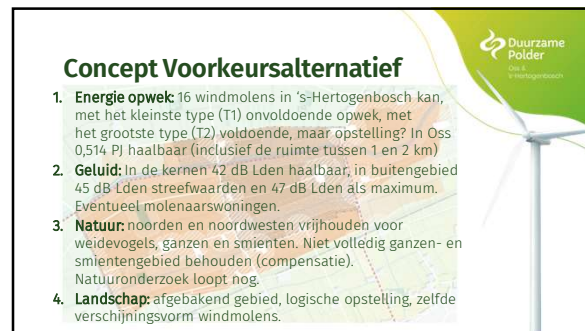 Duurzame
Polder
Oss &
's-Hertogenbosch
Concept Voorkeursalternatief
1. Energie opwek: 16 windmolens in 's-Hertogenbosch kan,
met het kleinste type (T1) onvoldoende opwek, met
het grootste type (T2) voldoende, maar opstelling? In Oss
0,514 PJ haalbaar (inclusief de ruimte tussen 1 en 2 km)
2. Geluid: In de kernen 42 dB Lden haalbaar, in buitengebied
45 dB Lden streefwaarden en 47 dB Lden als maximum.
Eventueel molenaarswoningen.
3. Natuur: noorden en noordwesten vrijhouden voor
weidevogels, ganzen en smienten. Niet volledig ganzen- en
smientengebied behouden (compensatie).
Natuuronderzoek loopt nog.
4. Landschap: afgebakend gebied, logische opstelling, zelfde
verschijningsvorm windmolens.